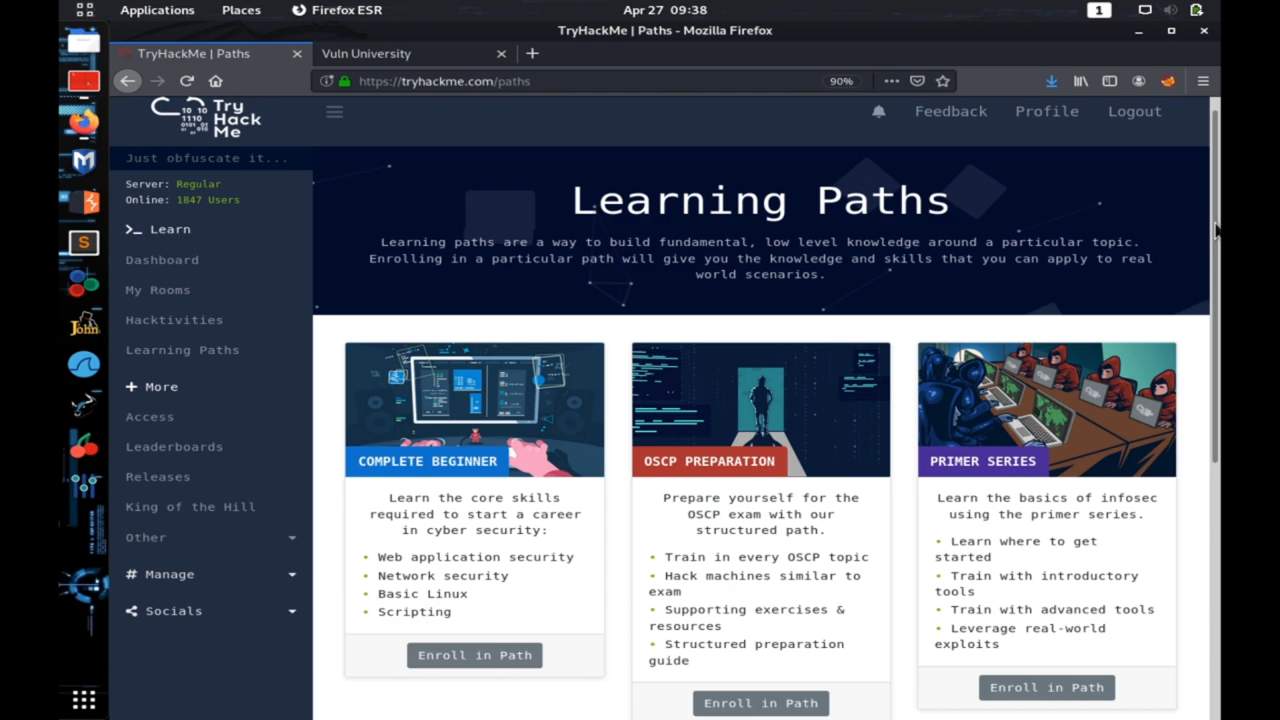 Applications Places Firefox ESR Apr 27 09:38 1
TryHackMe | Paths - Mozilla Firefox
TryHackMe | Paths Vuln University
https://tryhackme.com/paths 90%
Try
Hack
Me
Feedback Profile Logout
Just obfuscate it...
Server: Regular
Online: 1847 Users
>_ Learn
Dashboard
My Rooms
Hacktivities
Learning Paths
+ More
Access
Leaderboards
Releases
King of the Hill
Other
# Manage
Socials
Learning Paths
Learning paths are a way to build fundamental, low level knowledge around a particular topic.
Enrolling in a particular path will give you the knowledge and skills that you can apply to real
world scenarios.
COMPLETE BEGINNER
Learn the core skills
required to start a career
in cyber security:
• Web application security
• Network security
• Basic Linux
• Scripting
Enroll in Path
OSCP PREPARATION
Prepare yourself for the
OSCP exam with our
structured path.
• Train in every OSCP topic
• Hack machines similar to
exam
• Supporting exercises &
resources
• Structured preparation
guide
Enroll in Path
PRIMER SERIES
Learn the basics of infosec
using the primer series.
• Learn where to get
started
• Train with introductory
tools
• Train with advanced tools
• Leverage real-world
exploits
Enroll in Path